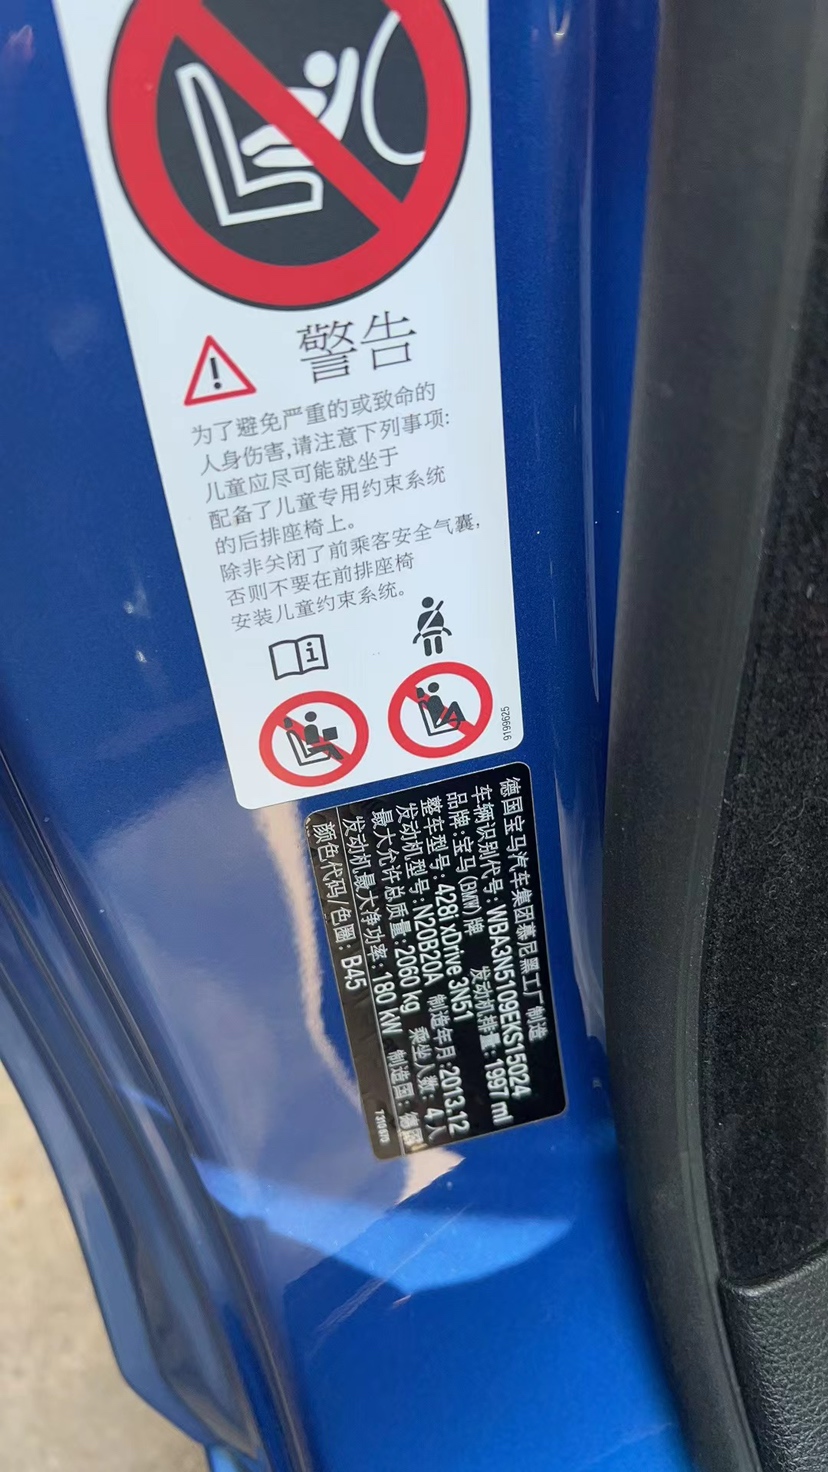 警告
为了避免严重的或致命的
人身伤害,请注意下列事项:
儿童应尽可能就坐于
配备了儿童专用约束系统
的后排座椅上。
除非关闭了前乘客安全气囊,
否则不要在前排座椅
安装儿童约束系统。
9299615
德国宝马汽车集团慕尼黑工厂 制造
车辆识别代号: WBA3N5109EKS15024
品牌:宝马 (BMW) 牌 发动机排量: 1997 ml
整车型号: 428i xDrive 3N51
发动机型号: N20B20A 制造年月:2013.12
最大允许总质量: 2060 kg 乘坐人数: 4人
发动机最大净功率: 180 kW 制造国: 德国
颜色代码/色圈: B45